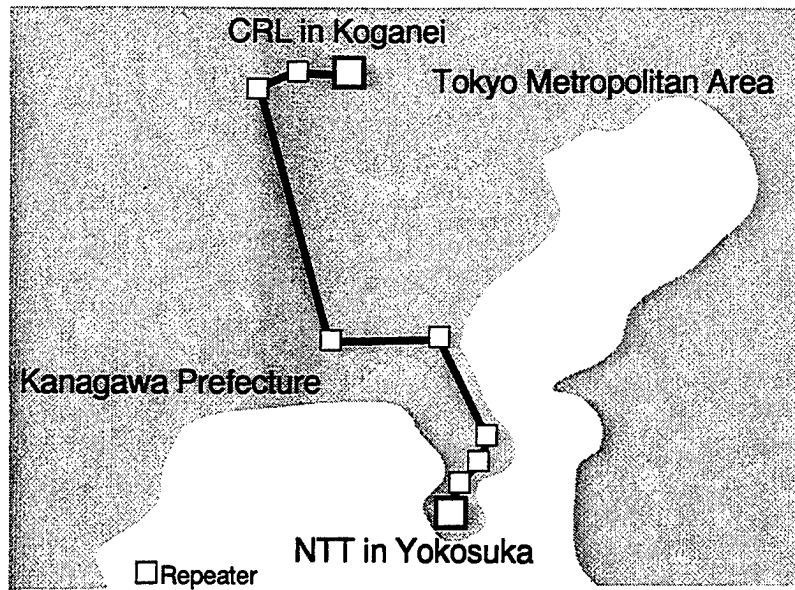 CRL in Koganei
Tokyo Metropolitan Area
Kanagawa Prefecture
NTT in Yokosuka
Repeater